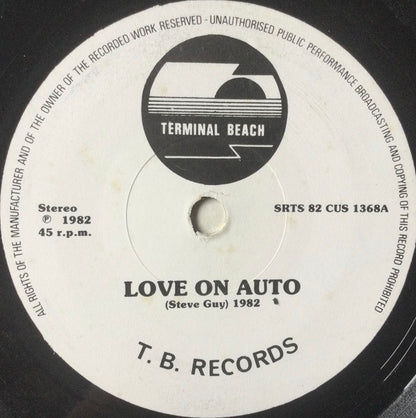 ALL RIGHTS OF THE MANUFACTURER AND OF THE OWNER OF THE RECORDED WORK RESERVED - UNAUTHORISED PUBLIC PERFORMANCE BROADCASTING AND COPYING OF THIS RECORD PROHIBITED
TERMINAL BEACH
Stereo
℗ 1982
45 r.p.m.
SRTS 82 CUS 1368A
LOVE ON AUTO
(Steve Guy) 1982
T. B. RECORDS